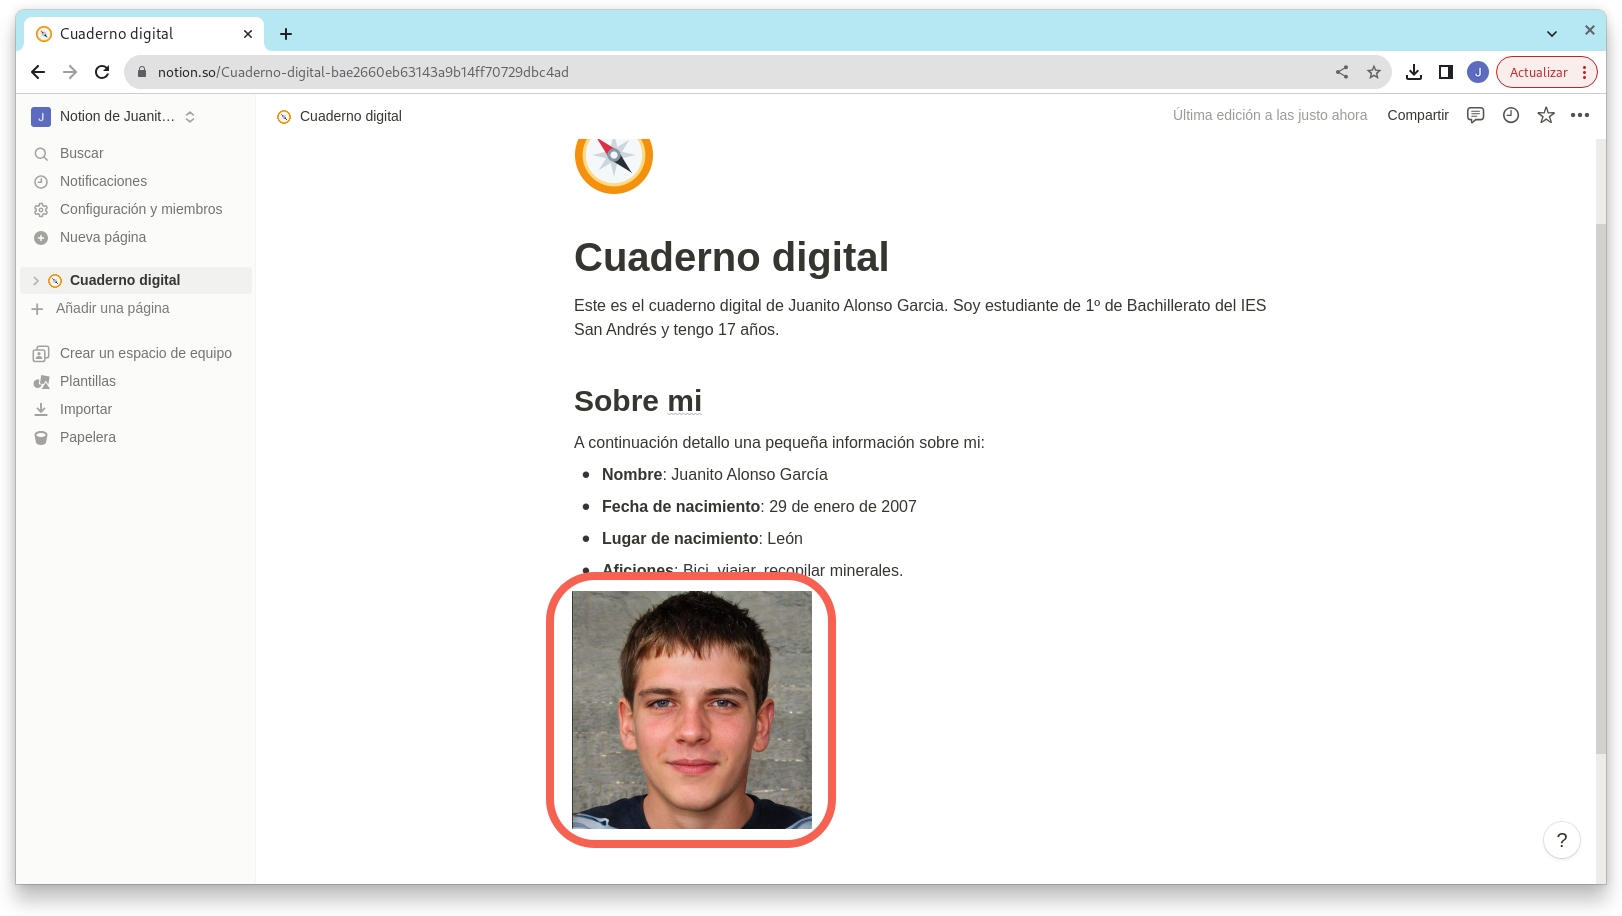 Cuaderno digital
notion.so/Cuaderno-digital-bae2660eb63143a9b14ff70729dbc4ad
J
Actualizar
J Notion de Juanit...
Cuaderno digital
Última edición a las justo ahora
Compartir
Buscar
Notificaciones
Configuración y miembros
Nueva página
Cuaderno digital
Añadir una página
Crear un espacio de equipo
Plantillas
Importar
Papelera
Cuaderno digital
Este es el cuaderno digital de Juanito Alonso Garcia. Soy estudiante de 1º de Bachillerato del IES
San Andrés y tengo 17 años.
Sobre mi
A continuación detallo una pequeña información sobre mi:
• Nombre: Juanito Alonso García
• Fecha de nacimiento: 29 de enero de 2007
• Lugar de nacimiento: León
• Aficiones: Bici, viajar, recopilar minerales.
?